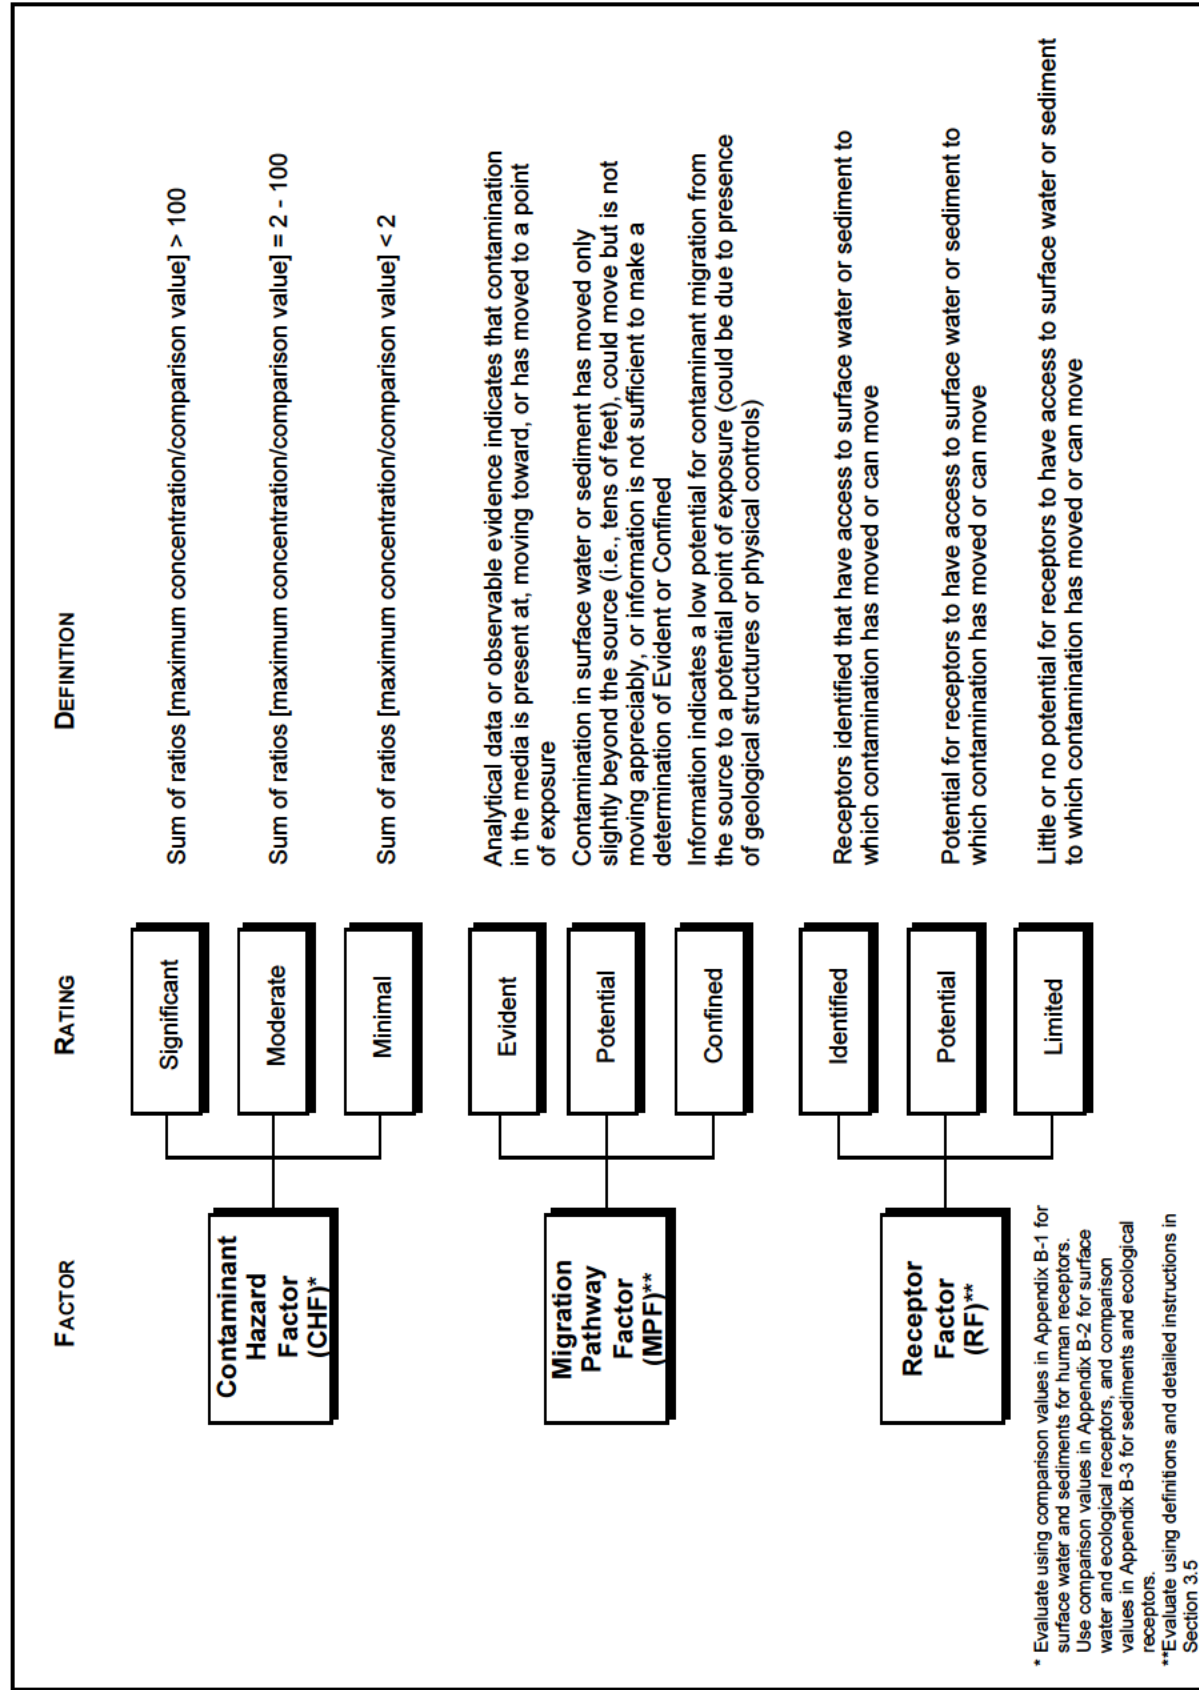 FACTOR
RATING
DEFINITION
Contaminant
Hazard
Factor
(CHF)*
Significant
Sum of ratios [maximum concentration/comparison value] > 100
Moderate
Sum of ratios [maximum concentration/comparison value] = 2 - 100
Minimal
Sum of ratios [maximum concentration/comparison value] < 2
Migration
Pathway
Factor
(MPF)**
Evident
Analytical data or observable evidence indicates that contamination
in the media is present at, moving toward, or has moved to a point
of exposure
Potential
Contamination in surface water or sediment has moved only
slightly beyond the source (i.e., tens of feet), could move but is not
moving appreciably, or information is not sufficient to make a
determination of Evident or Confined
Confined
Information indicates a low potential for contaminant migration from
the source to a potential point of exposure (could be due to presence
of geological structures or physical controls)
Receptor
Factor
(RF)**
Identified
Receptors identified that have access to surface water or sediment to
which contamination has moved or can move
Potential
Potential for receptors to have access to surface water or sediment to
which contamination has moved or can move
Limited
Little or no potential for receptors to have access to surface water or sediment
to which contamination has moved or can move
* Evaluate using comparison values in Appendix B-1 for
surface water and sediments for human receptors.
Use comparison values in Appendix B-2 for surface
water and ecological receptors, and comparison
values in Appendix B-3 for sediments and ecological
receptors.
**Evaluate using definitions and detailed instructions in
Section 3.5